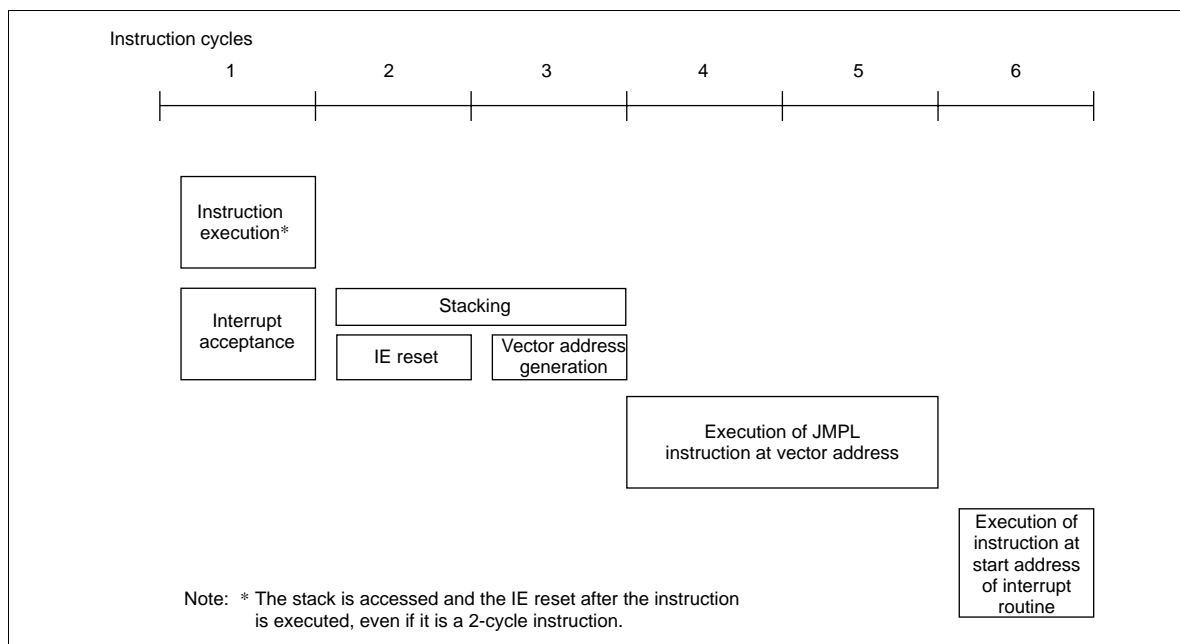 Instruction cycles
1 2 3 4 5 6
Instruction
execution*
Interrupt
acceptance
Stacking
IE reset
Vector address
generation
Execution of JMPL
instruction at vector address
Execution of
instruction at
start address
of interrupt
routine
Note: * The stack is accessed and the IE reset after the instruction
is executed, even if it is a 2-cycle instruction.